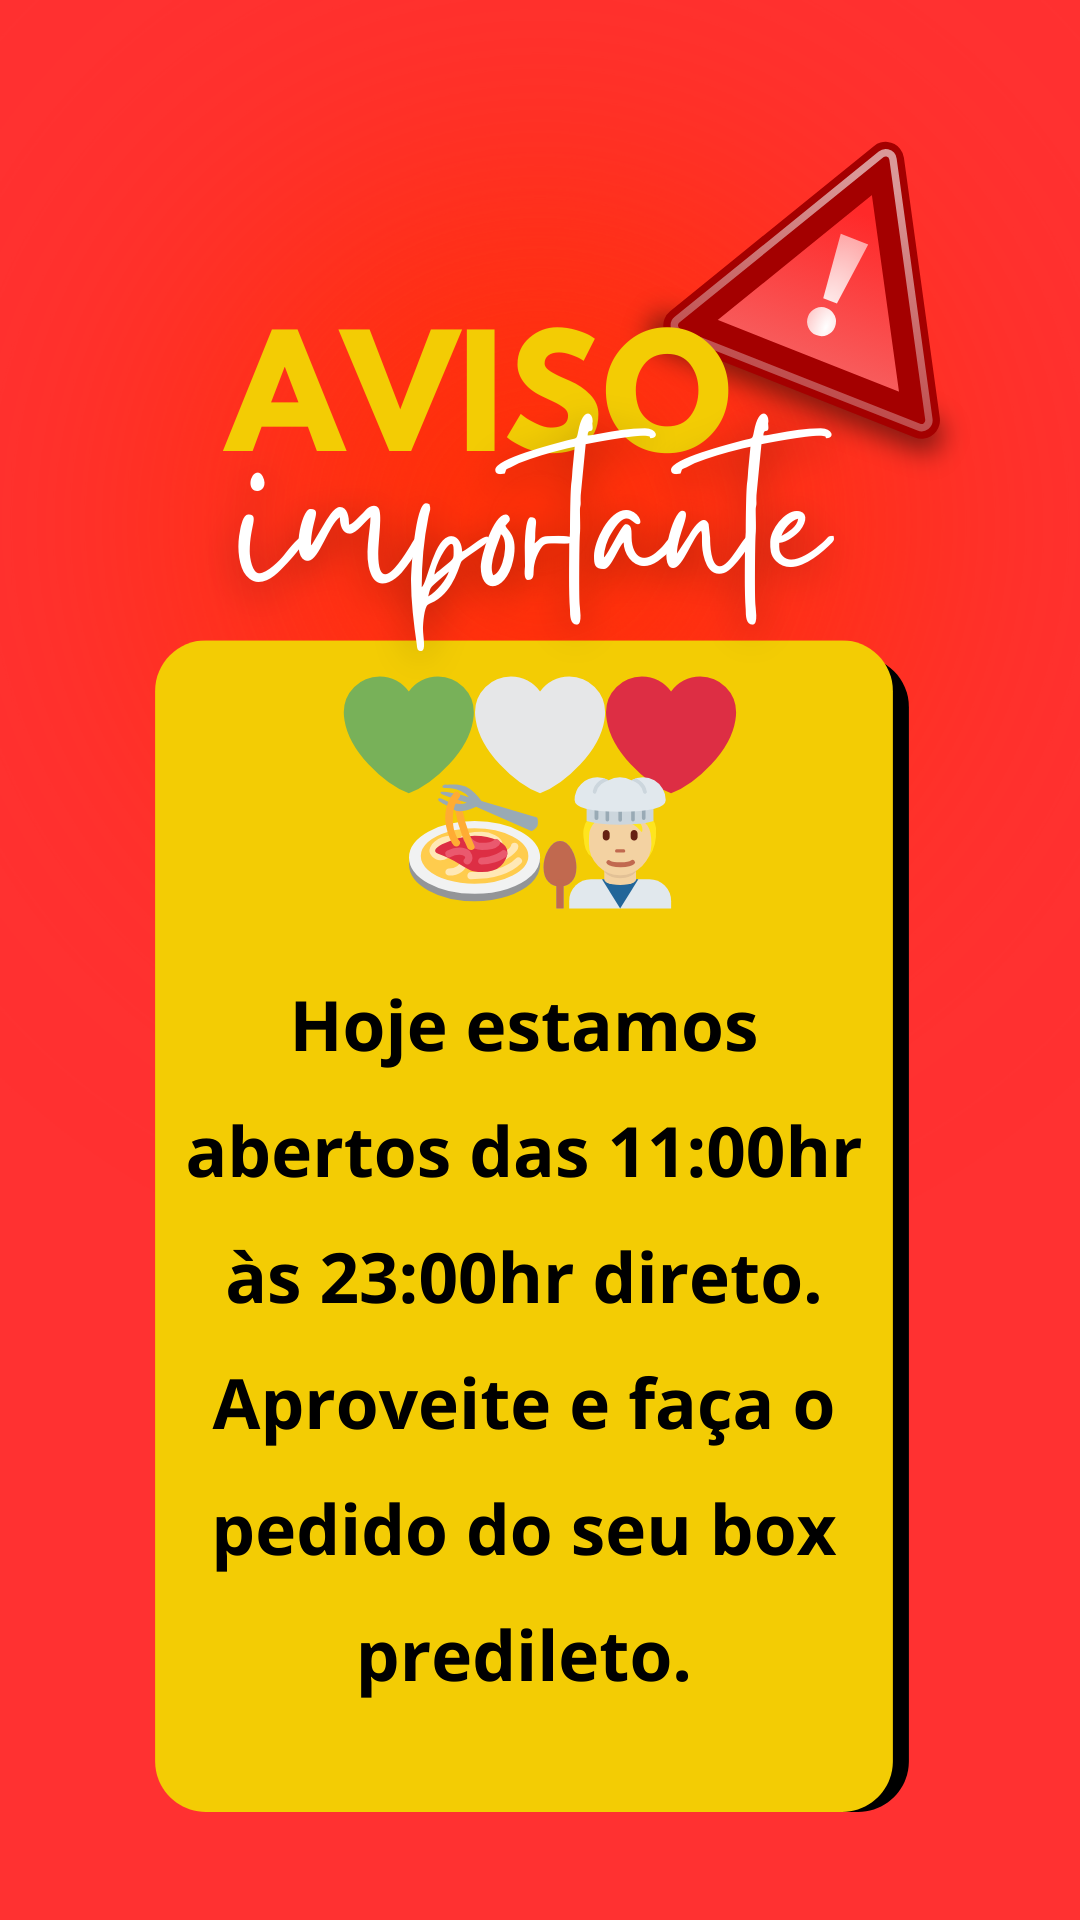 AVISO
importante
Hoje estamos
abertos das 11:00hr
às 23:00hr direto.
Aproveite e faça o
pedido do seu box
predileto.